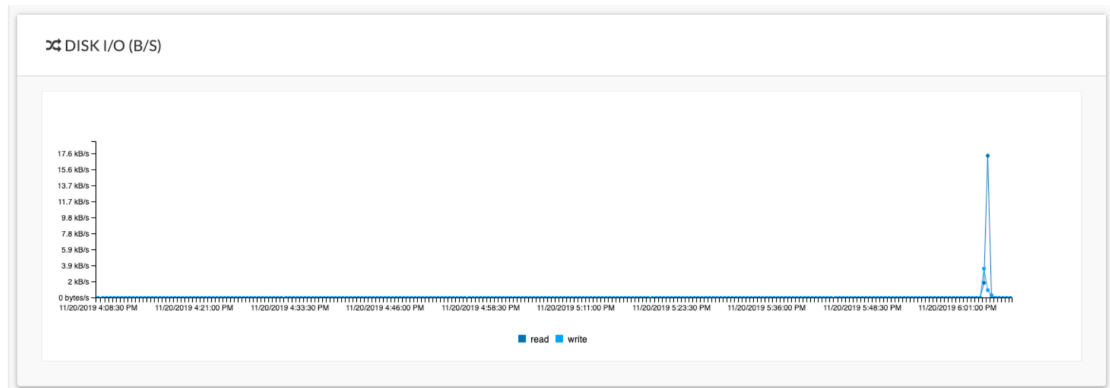 DISK I/O (B/S)
17.6 kB/s
15.6 kB/s
13.7 kB/s
11.7 kB/s
9.8 kB/s
7.8 kB/s
5.9 kB/s
3.9 kB/s
2 kB/s
0 bytes/s
11/20/2019 4:08:30 PM 11/20/2019 4:21:00 PM 11/20/2019 4:33:30 PM 11/20/2019 4:46:00 PM 11/20/2019 4:58:30 PM 11/20/2019 5:11:00 PM 11/20/2019 5:23:30 PM 11/20/2019 5:36:00 PM 11/20/2019 5:48:30 PM 11/20/2019 6:01:00 PM
read write